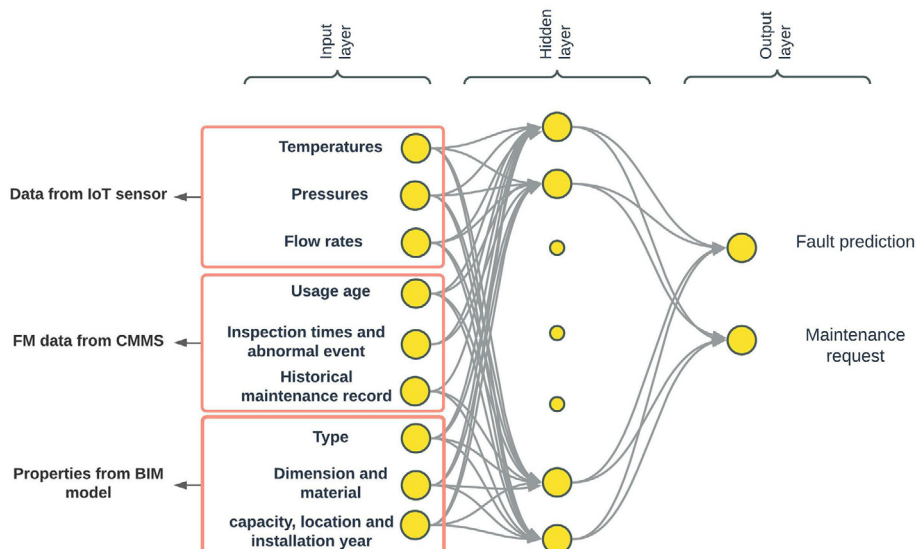 Input
layer
Hidden
layer
Output
layer
Temperatures
Data from IoT sensor
Pressures
Flow rates
Fault prediction
Usage age
FM data from CMMS
Inspection times and
abnormal event
Maintenance
request
Historical
maintenance record
Type
Properties from BIM
model
Dimension and
material
capacity, location and
installation year